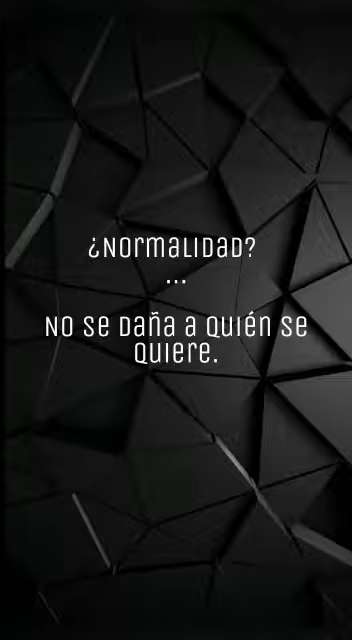 ¿Normalidad?
...
No se daña a quién se
quiere.